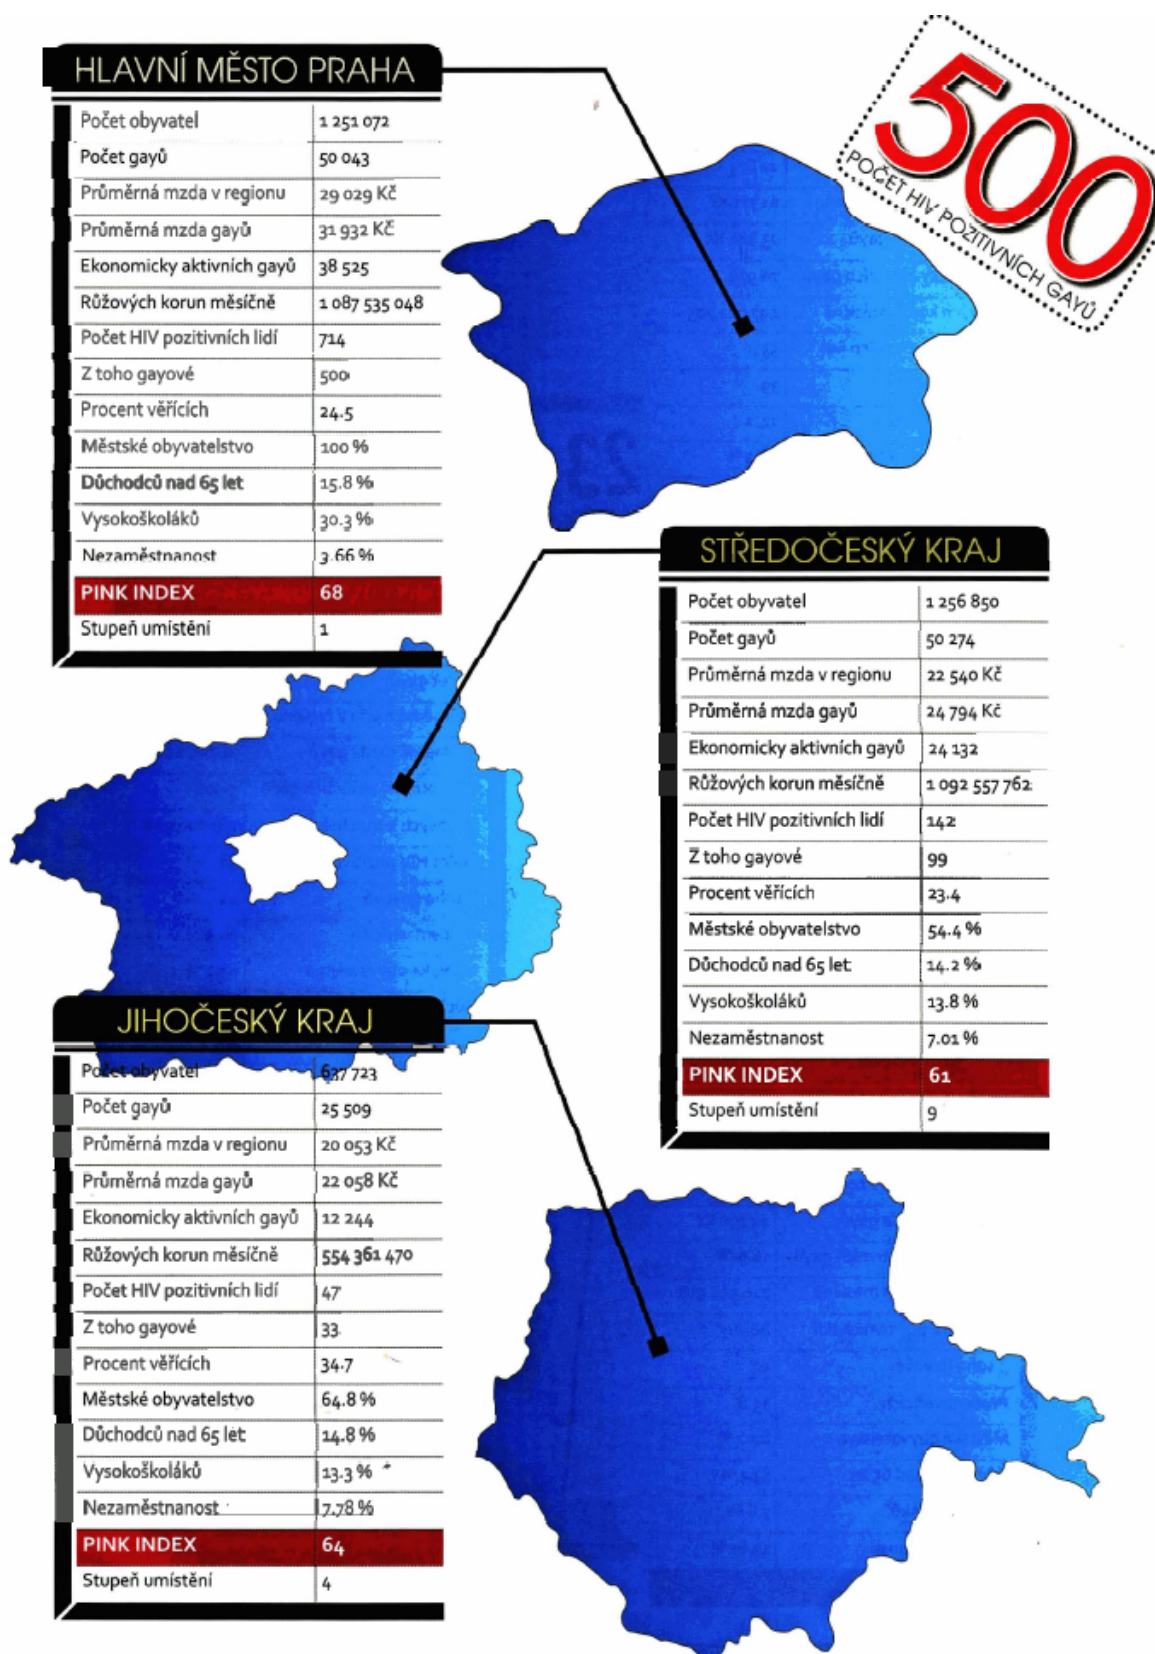 HLAVNÍ MĚSTO PRAHA
Počet obyvatel 1 251 072
Počet gayů 50 043
Průměrná mzda v regionu 29 029 Kč
Průměrná mzda gayů 31 932 Kč
Ekonomicky aktivních gayů 38 525
Růžových korun měsíčně 1 087 535 048
Počet HIV pozitivních lidí 714
Z toho gayové 500
Procent věřících 24.5
Městské obyvatelstvo 100 %
Důchodců nad 65 let 15.8 %
Vysokoškoláků 30.3 %
Nezaměstnanost 3.66 %
PINK INDEX 68
Stupeň umístění 1
500
POČET HIV POZITIVNÍCH GAYŮ
STŘEDOČESKÝ KRAJ
Počet obyvatel 1 256 850
Počet gayů 50 274
Průměrná mzda v regionu 22 540 Kč
Průměrná mzda gayů 24 794 Kč
Ekonomicky aktivních gayů 24 132
Růžových korun měsíčně 1 092 557 762
Počet HIV pozitivních lidí 142
Z toho gayové 99
Procent věřících 23.4
Městské obyvatelstvo 54.4 %
Důchodců nad 65 let 14.2 %
Vysokoškoláků 13.8 %
Nezaměstnanost 7.01 %
PINK INDEX 61
Stupeň umístění 9
JIHOČESKÝ KRAJ
Počet obyvatel 637 723
Počet gayů 25 509
Průměrná mzda v regionu 20 053 Kč
Průměrná mzda gayů 22 058 Kč
Ekonomicky aktivních gayů 12 244
Růžových korun měsíčně 554 361 470
Počet HIV pozitivních lidí 47
Z toho gayové 33
Procent věřících 34.7
Městské obyvatelstvo 64.8 %
Důchodců nad 65 let 14.8 %
Vysokoškoláků 13.3 %
Nezaměstnanost 7.78 %
PINK INDEX 64
Stupeň umístění 4